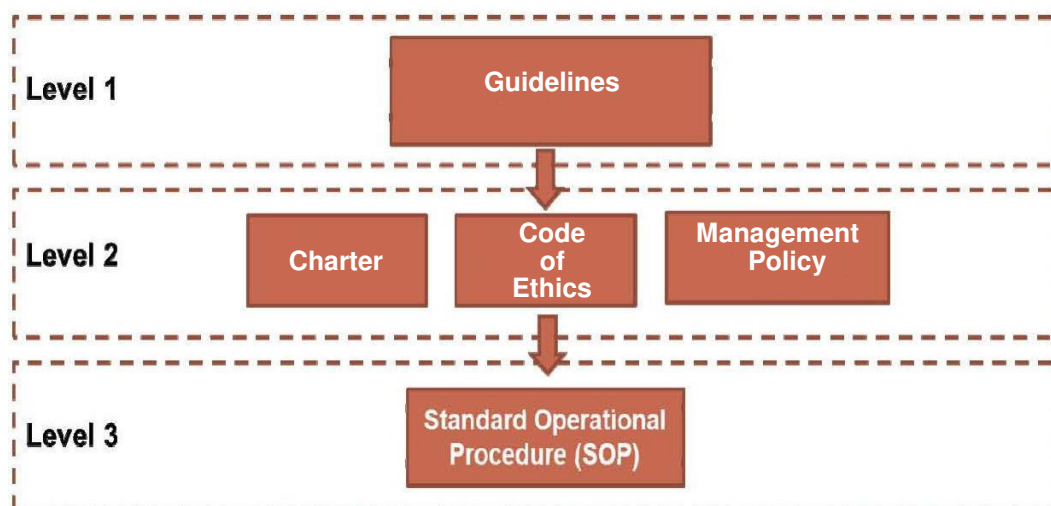 Level 1
Guidelines
Level 2
Charter
Code
of
Ethics
Management
Policy
Level 3
Standard Operational
Procedure (SOP)